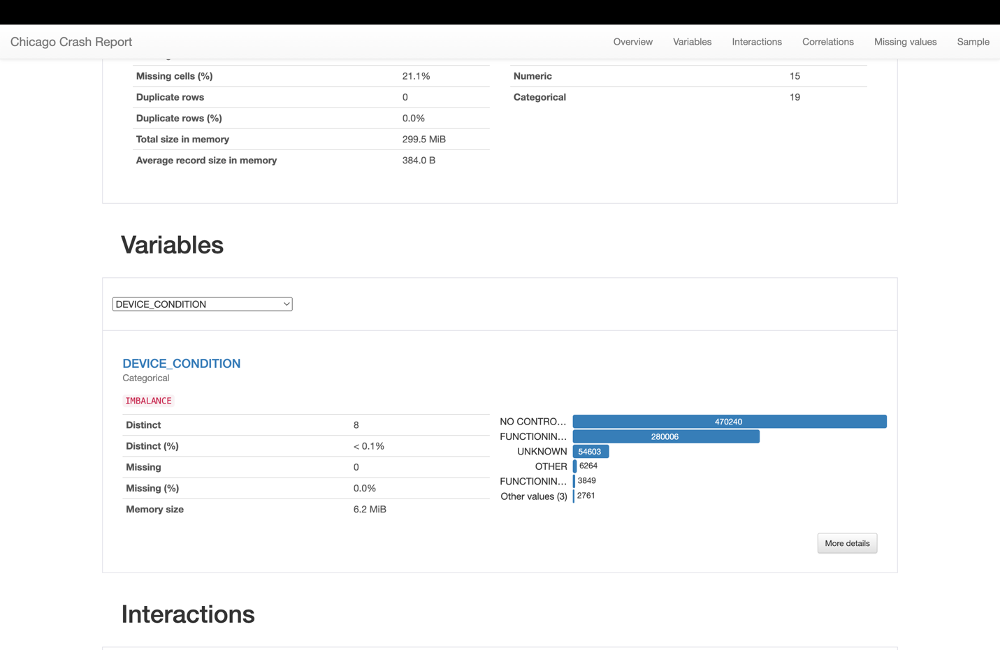 Chicago Crash Report
Overview Variables Interactions Correlations Missing values Sample
Missing cells (%) 21.1%
Duplicate rows 0
Duplicate rows (%) 0.0%
Total size in memory 299.5 MiB
Average record size in memory 384.0 B
Numeric 15
Categorical 19
Variables
DEVICE_CONDITION
DEVICE_CONDITION
Categorical
IMBALANCE
Distinct 8
Distinct (%) < 0.1%
Missing 0
Missing (%) 0.0%
Memory size 6.2 MiB
NO CONTRO... 470240
FUNCTIONIN... 280006
UNKNOWN 54603
OTHER 6264
FUNCTIONIN... 3849
Other values (3) 2761
More details
Interactions